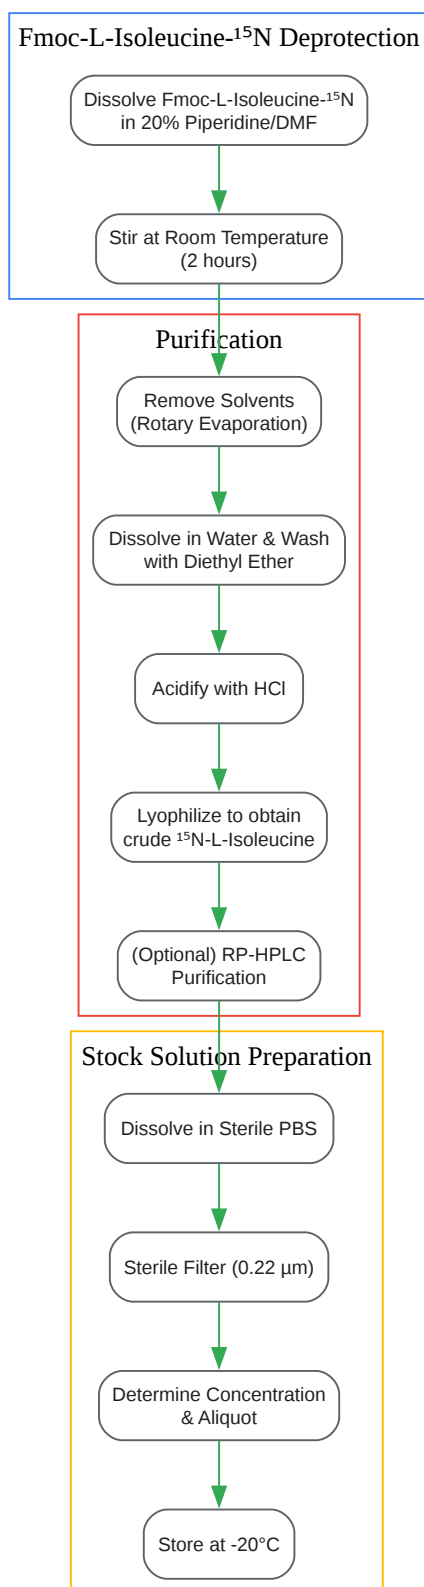 Fmoc-L-Isoleucine-¹⁵N Deprotection
Dissolve Fmoc-L-Isoleucine-¹⁵N
in 20% Piperidine/DMF
Stir at Room Temperature
(2 hours)
Purification
Remove Solvents
(Rotary Evaporation)
Dissolve in Water & Wash
with Diethyl Ether
Acidify with HCl
Lyophilize to obtain
crude ¹⁵N-L-Isoleucine
(Optional) RP-HPLC
Purification
Stock Solution Preparation
Dissolve in Sterile PBS
Sterile Filter (0.22 µm)
Determine Concentration
& Aliquot
Store at -20°C